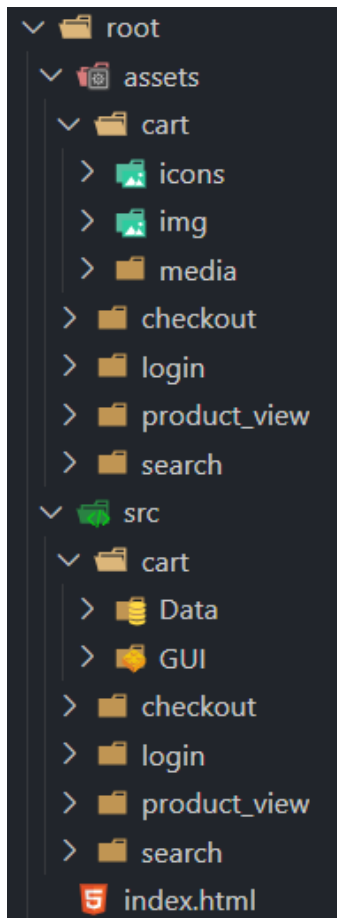 root
assets
cart
icons
img
media
checkout
login
product_view
search
src
cart
Data
GUI
checkout
login
product_view
search
index.html